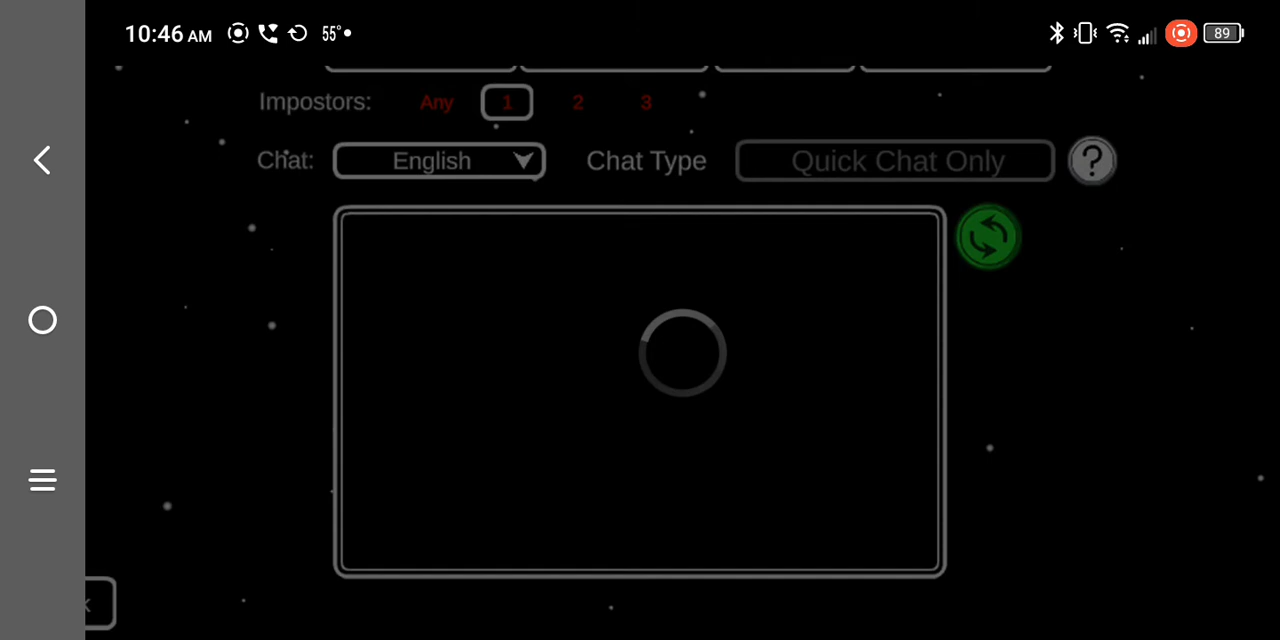 10:46 AM 55° 89
Impostors: Any 1 2 3
Chat: English Chat Type Quick Chat Only ?